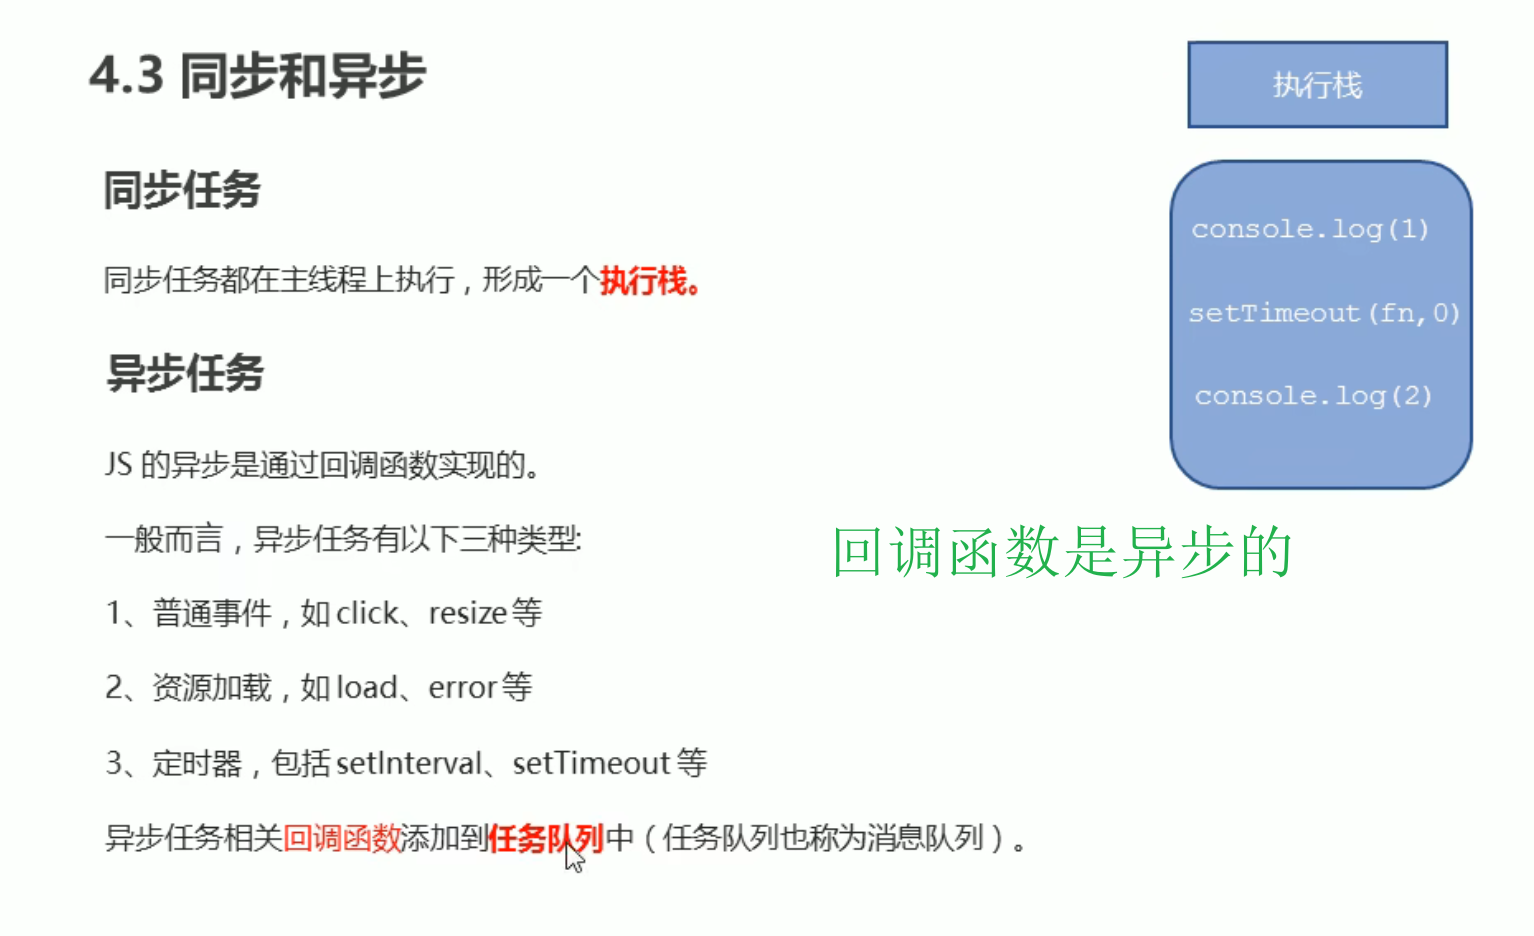 4.3 同步和异步
执行栈
同步任务
console.log(1)
同步任务都在主线程上执行，形成一个执行栈。
setTimeout(fn,0)
异步任务
console.log(2)
JS 的异步是通过回调函数实现的。
一般而言，异步任务有以下三种类型:
回调函数是异步的
1、普通事件，如 click、resize 等
2、资源加载，如 load、error 等
3、定时器，包括 setInterval、setTimeout 等
异步任务相关回调函数添加到任务队列中（任务队列也称为消息队列）。